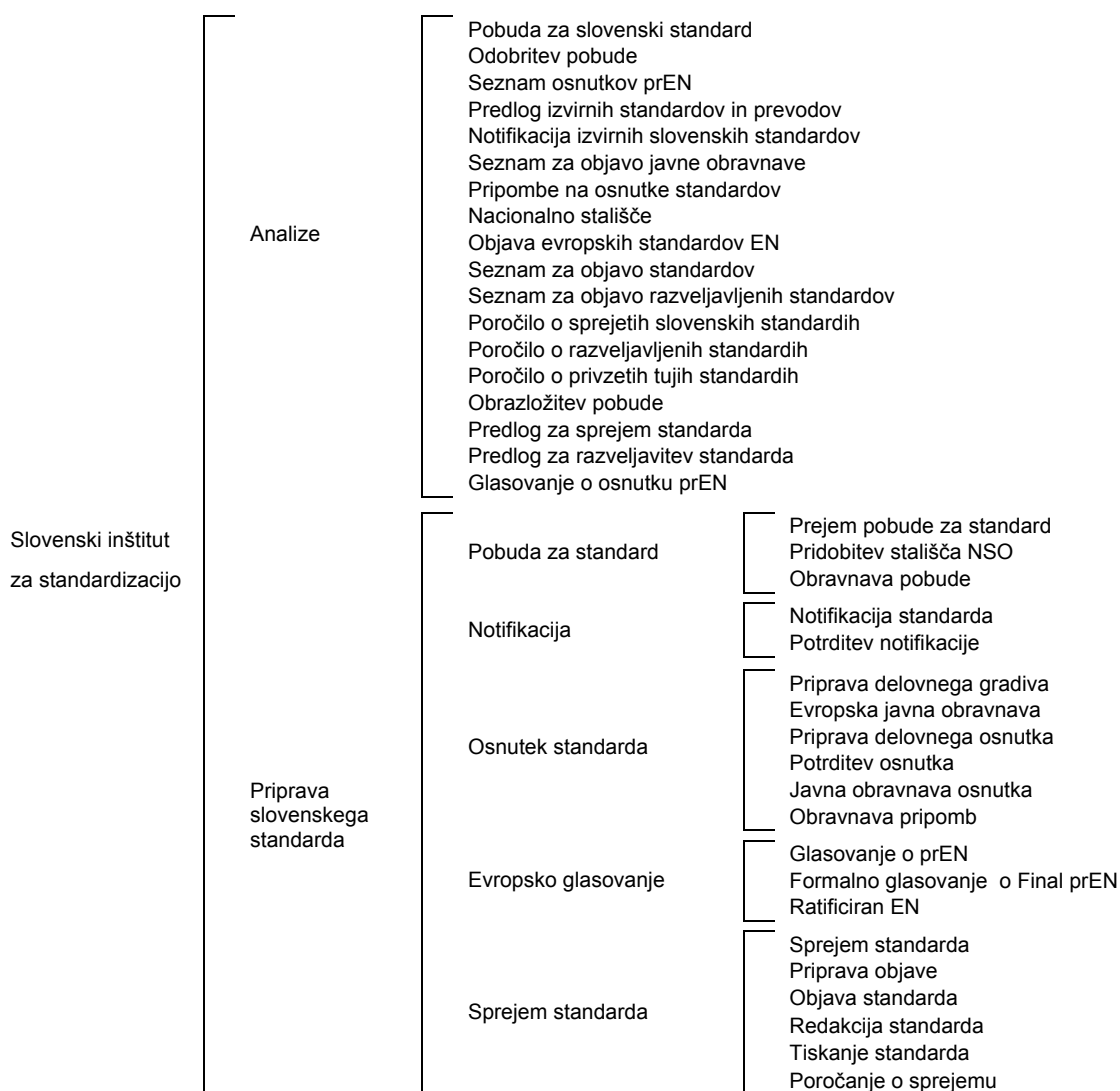 Pobuda za slovenski standard
Odobritev pobude
Seznam osnutkov prEN
Predlog izvirnih standardov in prevodov
Notifikacija izvirnih slovenskih standardov
Seznam za objavo javne obravnave
Pripombe na osnutke standardov
Nacionalno stališče
Analize
Objava evropskih standardov EN
Seznam za objavo standardov
Seznam za objavo razveljavljenih standardov
Poročilo o sprejetih slovenskih standardih
Poročilo o razveljavljenih standardih
Poročilo o privzetih tujih standardih
Obrazložitev pobude
Predlog za sprejem standarda
Predlog za razveljavitev standarda
Glasovanje o osnutku prEN
Slovenski inštitut
za standardizacijo
Pobuda za standard
Prejem pobude za standard
Pridobitev stališča NSO
Obravnava pobude
Notifikacija
Notifikacija standarda
Potrditev notifikacije
Osnutek standarda
Priprava delovnega gradiva
Evropska javna obravnava
Priprava delovnega osnutka
Potrditev osnutka
Javna obravnava osnutka
Obravnava pripomb
Priprava
slovenskega
standarda
Evropsko glasovanje
Glasovanje o prEN
Formalno glasovanje o Final prEN
Ratificiran EN
Sprejem standarda
Sprejem standarda
Priprava objave
Objava standarda
Redakcija standarda
Tiskanje standarda
Poročanje o sprejemu